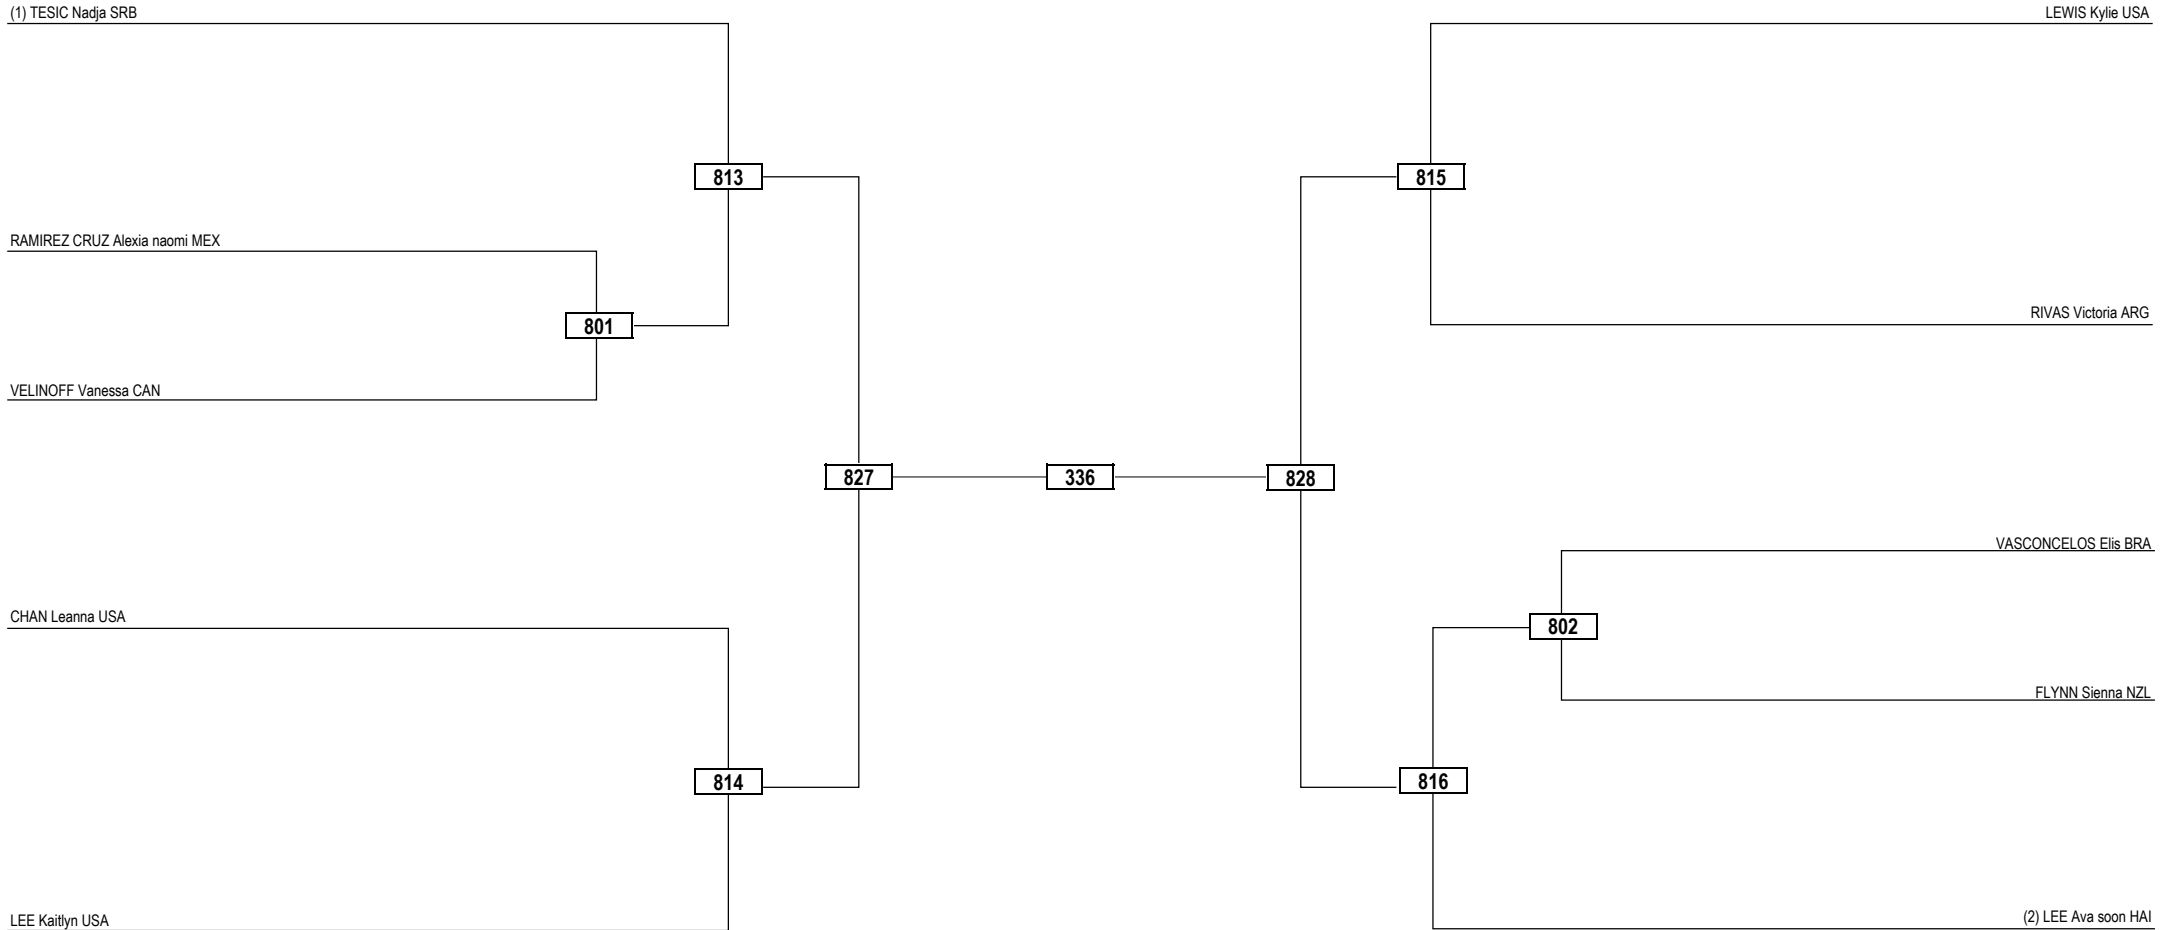 (1) TESIC Nadja SRB
LEWIS Kylie USA
813
815
RAMIREZ CRUZ Alexia naomi MEX
801
RIVAS Victoria ARG
VELINOFF Vanessa CAN
827
336
828
VASCONCELOS Elis BRA
CHAN Leanna USA
802
FLYNN Sienna NZL
814
816
LEE Kaitlyn USA
(2) LEE Ava soon HAI